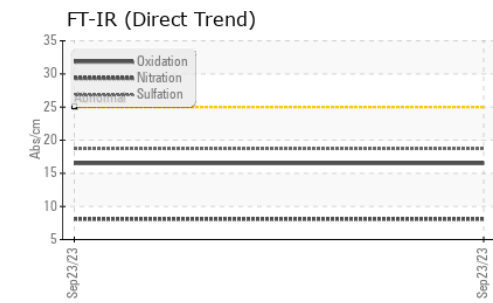 FT-IR (Direct Trend)
35
30
25
20
15
10
5
Abs/cm
Oxidation
Nitration
Sulfation
Abnormal
Sep23/23
Sep23/23